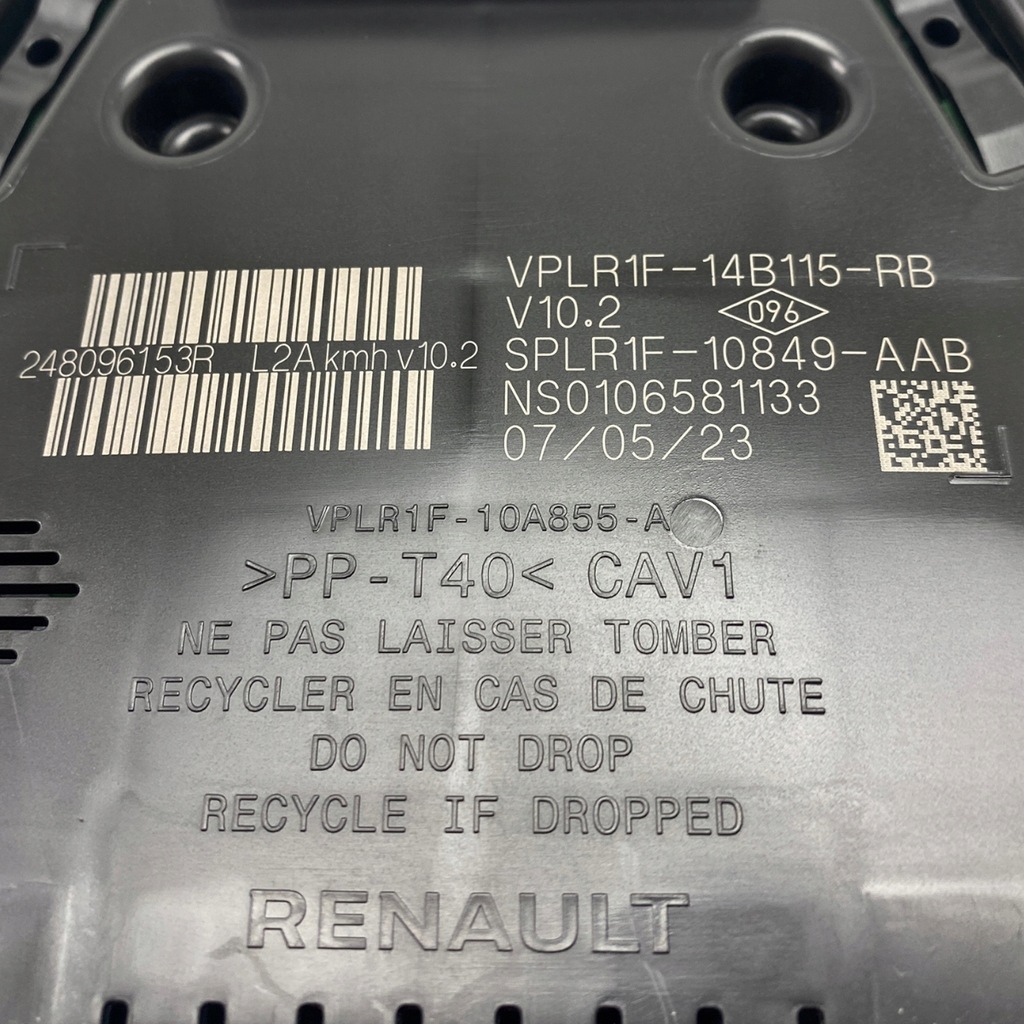 248096153R L2A kmh v10.2
VPLR1F-14B115-RB
V10.2 096
SPLR1F-10849-AAB
NS0106581133
07/05/23
VPLR1F-10A855-A
>PP-T40< CAV1
NE PAS LAISSER TOMBER
RECYCLER EN CAS DE CHUTE
DO NOT DROP
RECYCLE IF DROPPED
RENAULT